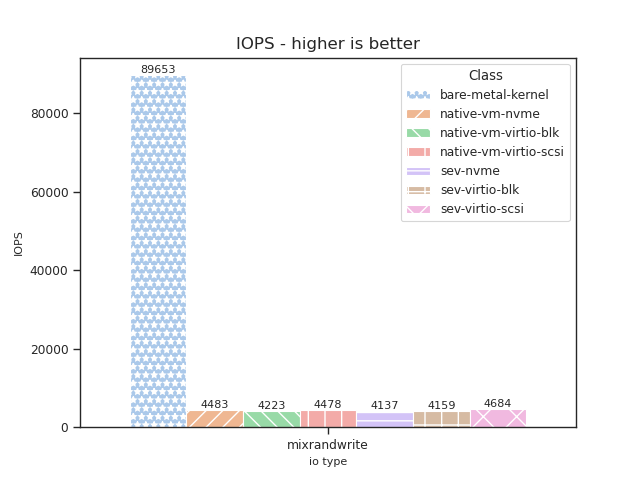 IOPS - higher is better
89653
Class
bare-metal-kernel
native-vm-nvme
native-vm-virtio-blk
native-vm-virtio-scsi
sev-nvme
sev-virtio-blk
sev-virtio-scsi
80000
60000
40000
20000
0
IOPS
4483
4223
4478
4137
4159
4684
mixrandwrite
io type